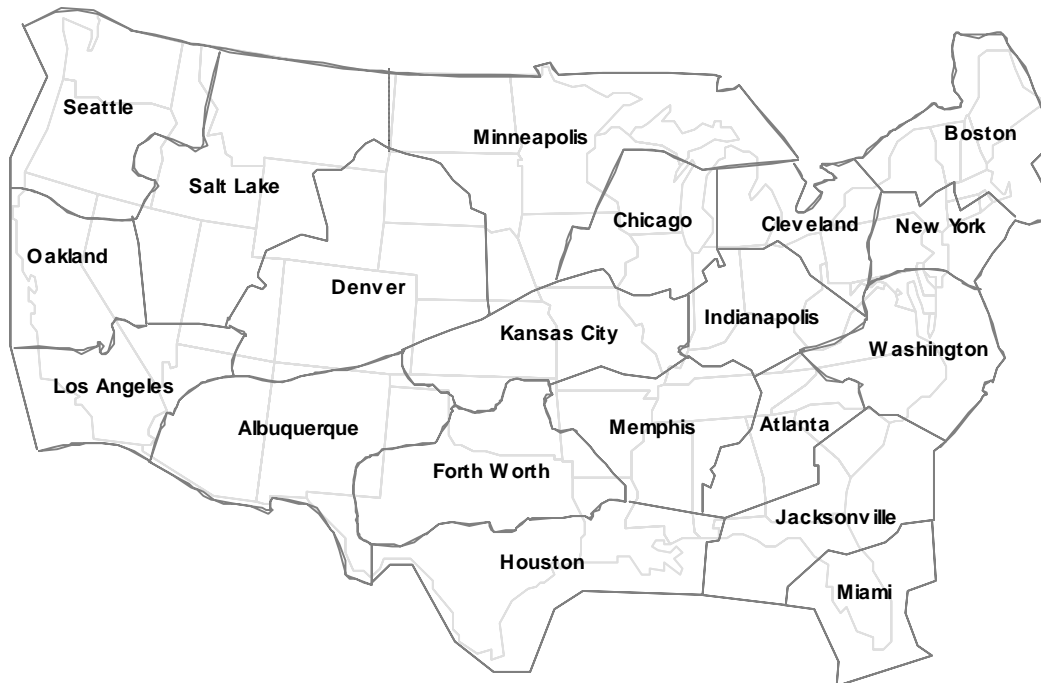 Seattle
Minneapolis
Boston
Salt Lake
Chicago
Cleveland
New York
Oakland
Denver
Indianapolis
Kansas City
Washington
Los Angeles
Albuquerque
Memphis
Atlanta
Forth Worth
Jacksonville
Houston
Miami